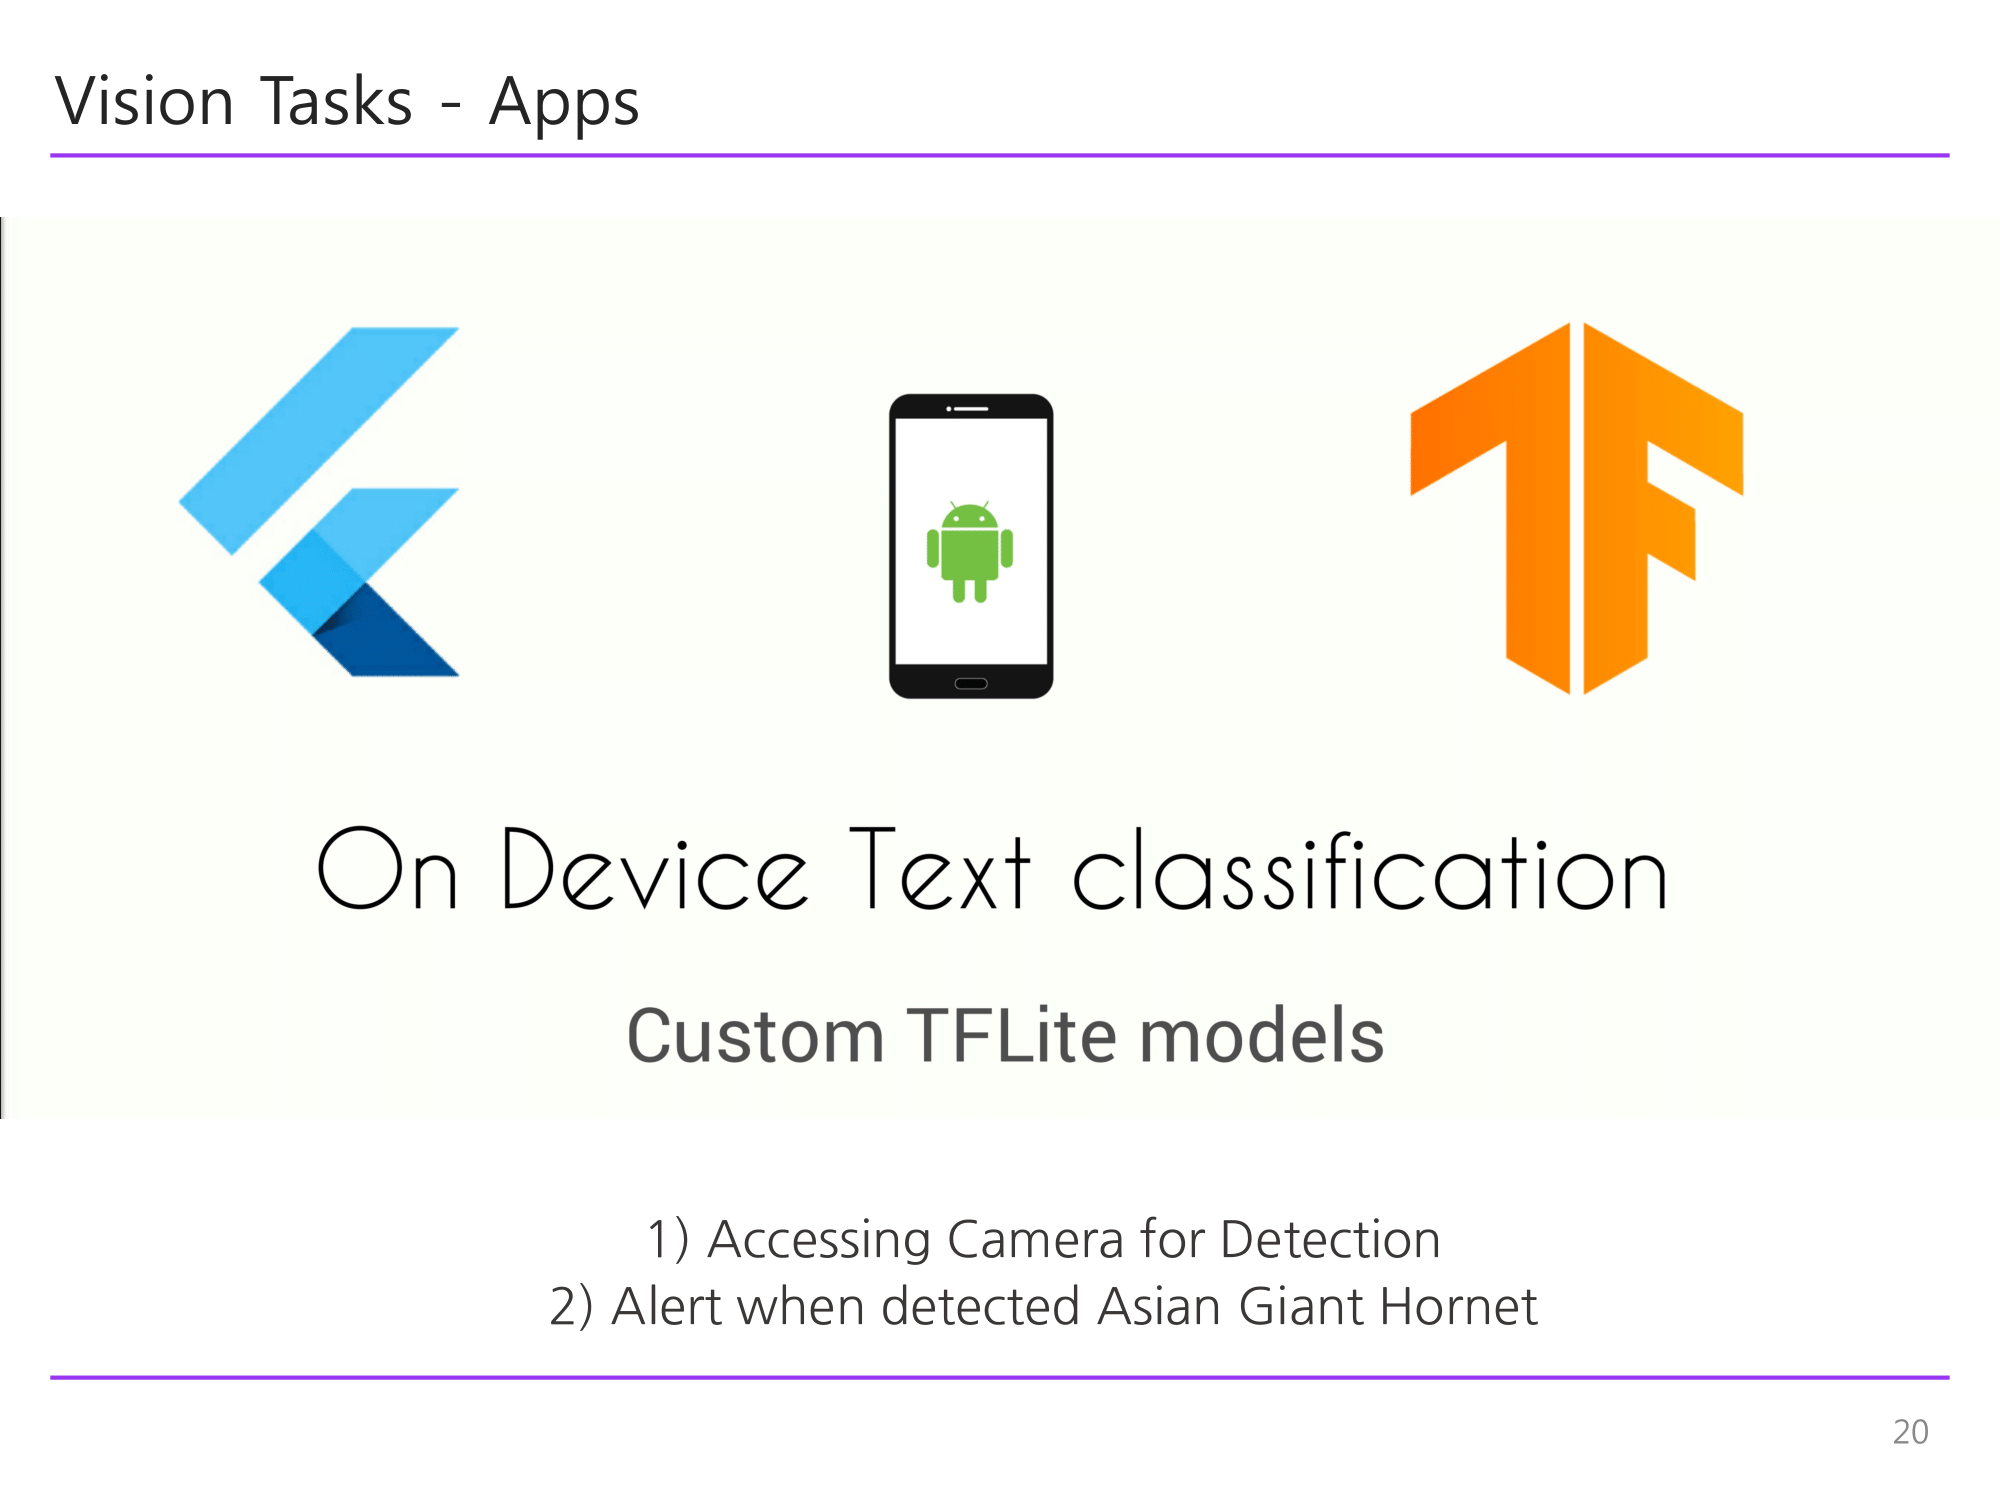 Vision Tasks - Apps
TF
On Device Text classification
Custom TFLite models
1) Accessing Camera for Detection
2) Alert when detected Asian Giant Hornet
20